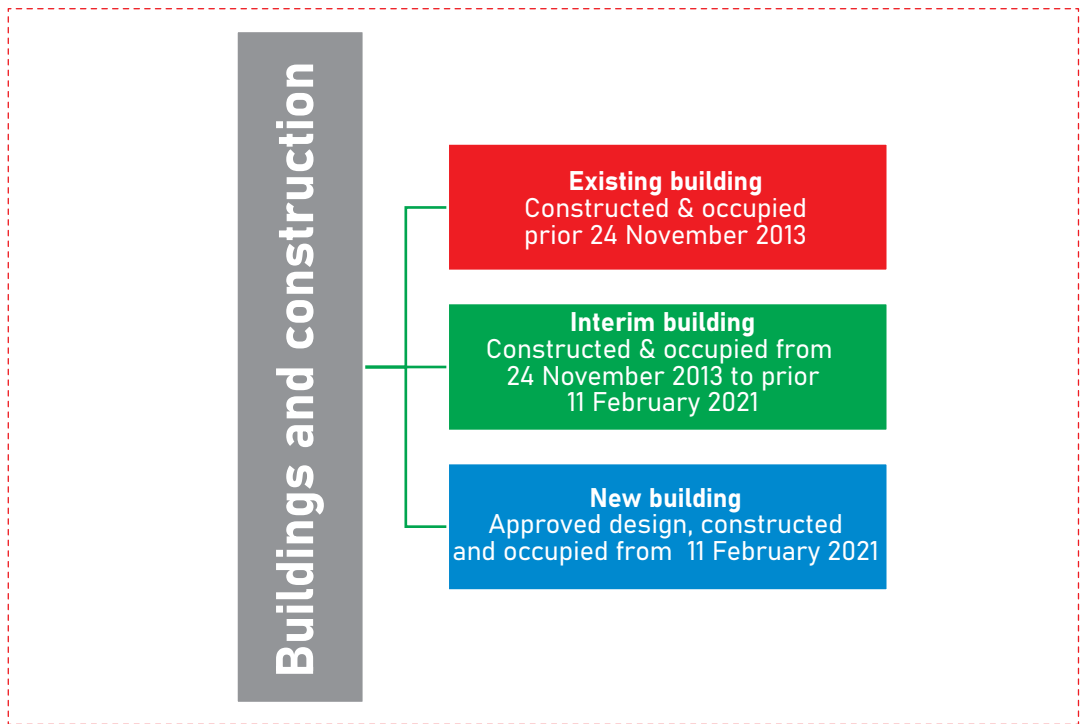 Buildings and construction
Existing building
Constructed & occupied
prior 24 November 2013
Interim building
Constructed & occupied from
24 November 2013 to prior
11 February 2021
New building
Approved design, constructed
and occupied from  11 February 2021